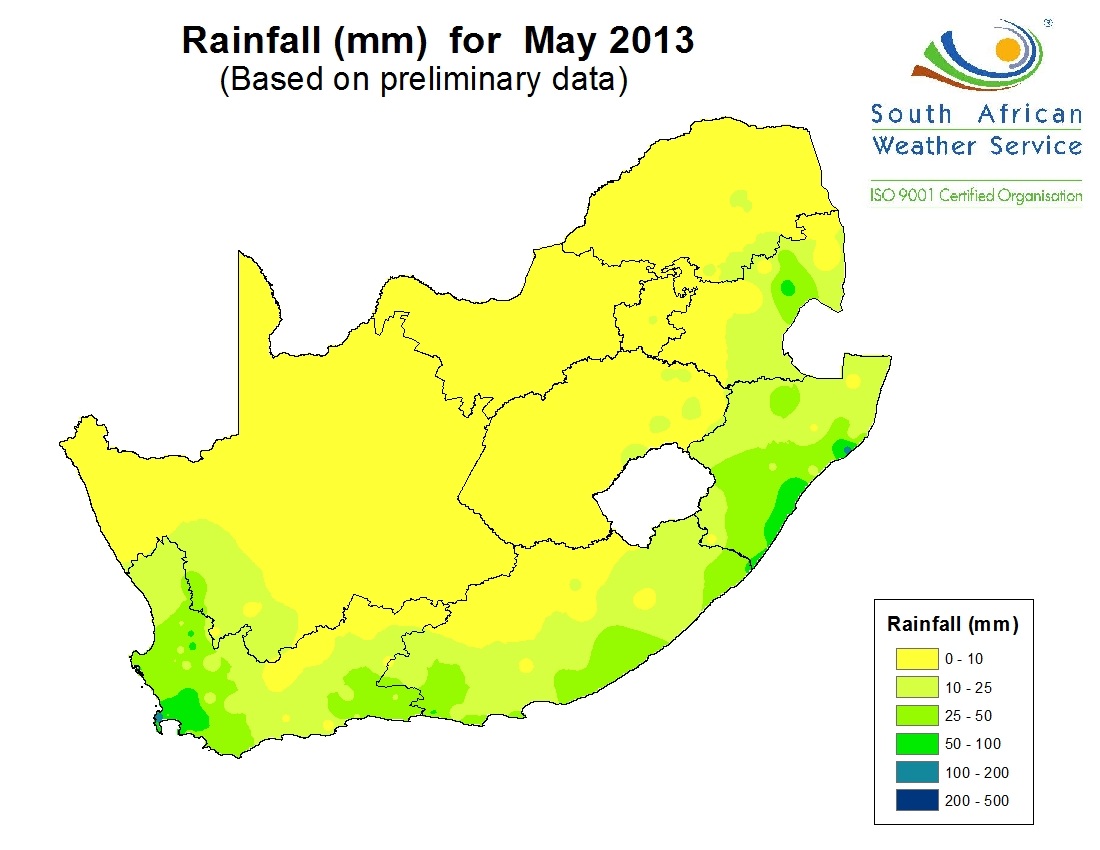 Rainfall (mm) for May 2013
(Based on preliminary data)
®
South African
Weather Service
ISO 9001 Certified Organisation
Rainfall (mm)
0 - 10
10 - 25
25 - 50
50 - 100
100 - 200
200 - 500